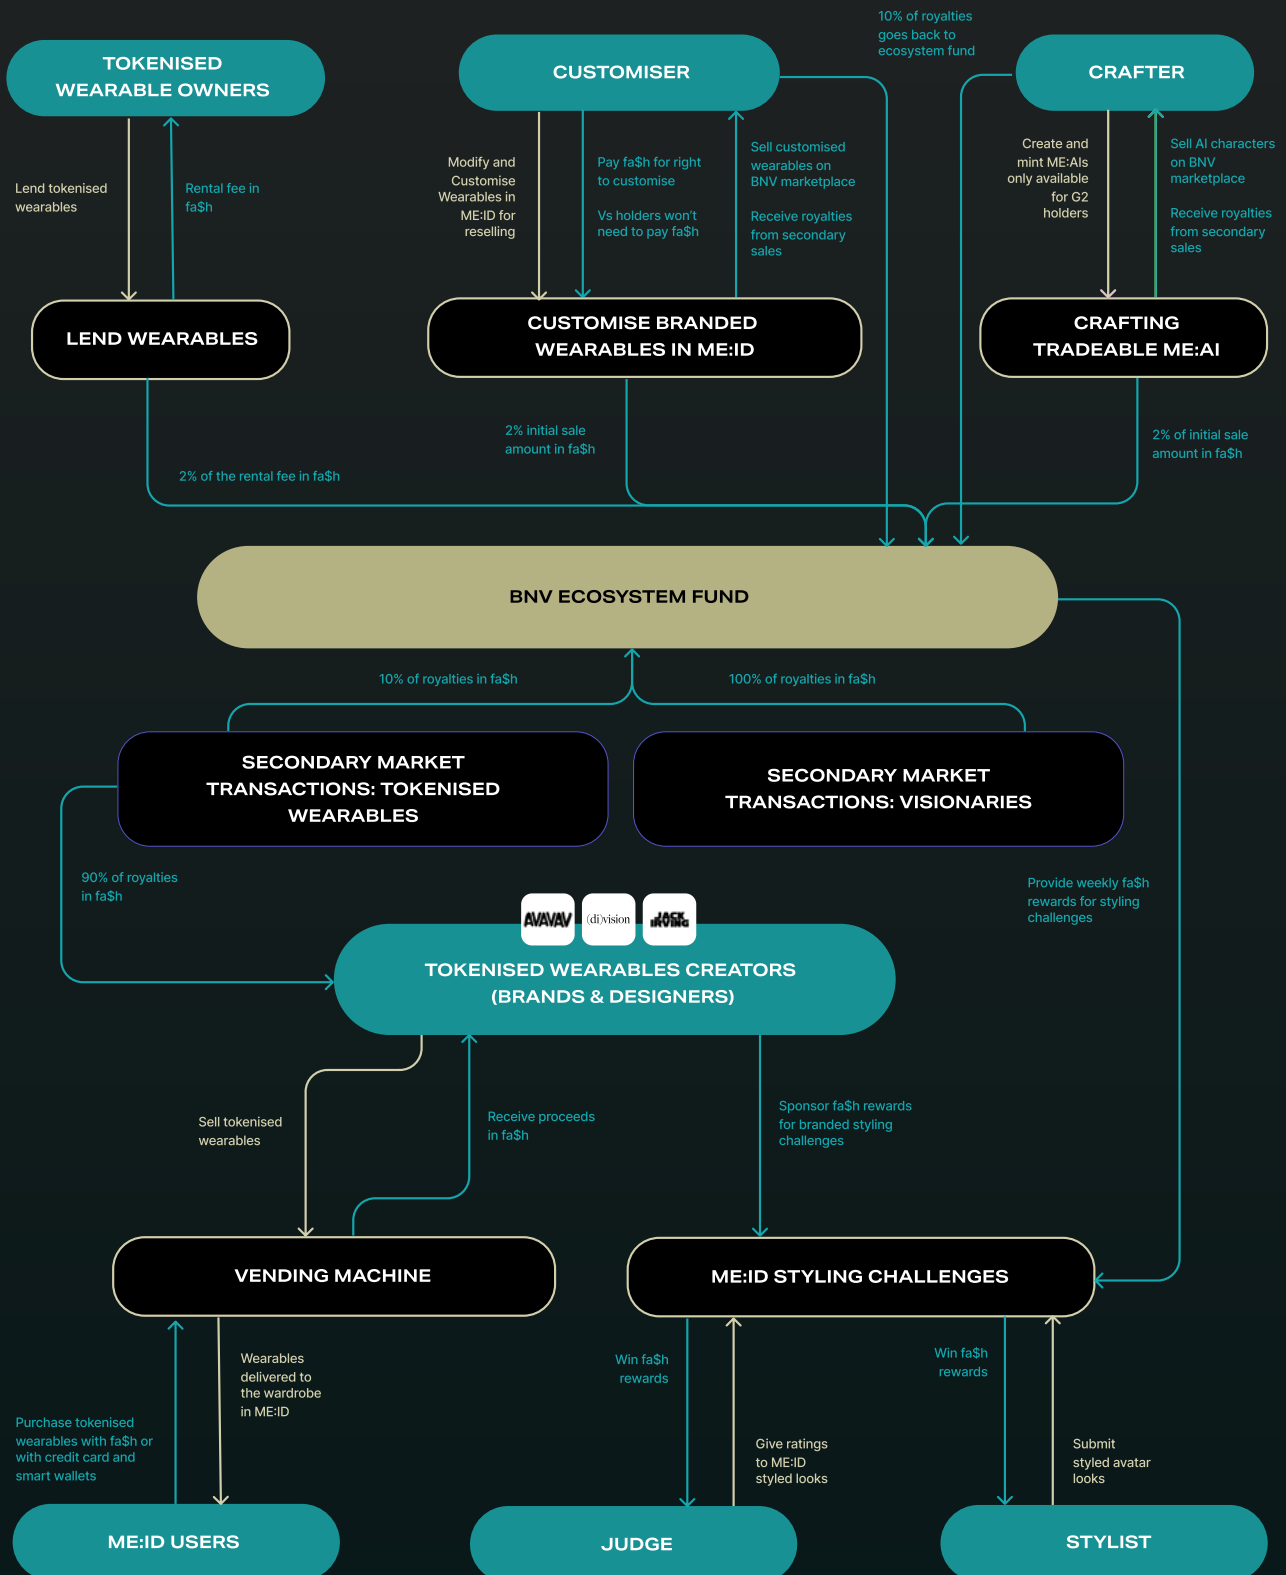 10% of royalties
goes back to
ecosystem fund
TOKENISED
WEARABLE OWNERS
CUSTOMISER
CRAFTER
Lend tokenised
wearables
Rental fee in
fa$h
Modify and
Customise
Wearables in
ME:ID for
reselling
Pay fa$h for right
to customise
Vs holders won't
need to pay fa$h
Sell customised
wearables on
BNV marketplace
Receive royalties
from secondary
sales
Create and
mint ME:AIs
only available
for G2
holders
Sell AI characters
on BNV
marketplace
Receive royalties
from secondary
sales
LEND WEARABLES
CUSTOMISE BRANDED
WEARABLES IN ME:ID
CRAFTING
TRADEABLE ME:AI
2% of the rental fee in fa$h
2% initial sale
amount in fa$h
2% of initial sale
amount in fa$h
BNV ECOSYSTEM FUND
10% of royalties in fa$h
100% of royalties in fa$h
SECONDARY MARKET
TRANSACTIONS: TOKENISED
WEARABLES
SECONDARY MARKET
TRANSACTIONS: VISIONARIES
90% of royalties
in fa$h
Provide weekly fa$h
rewards for styling
challenges
AVAVAV
(di)vision
JACK
IRVING
TOKENISED WEARABLES CREATORS
(BRANDS & DESIGNERS)
Sell tokenised
wearables
Receive proceeds
in fa$h
Sponsor fa$h rewards
for branded styling
challenges
VENDING MACHINE
ME:ID STYLING CHALLENGES
Purchase tokenised
wearables with fa$h or
with credit card and
smart wallets
Wearables
delivered to
the wardrobe
in ME:ID
Win fa$h
rewards
Give ratings
to ME:ID
styled looks
Win fa$h
rewards
Submit
styled avatar
looks
ME:ID USERS
JUDGE
STYLIST